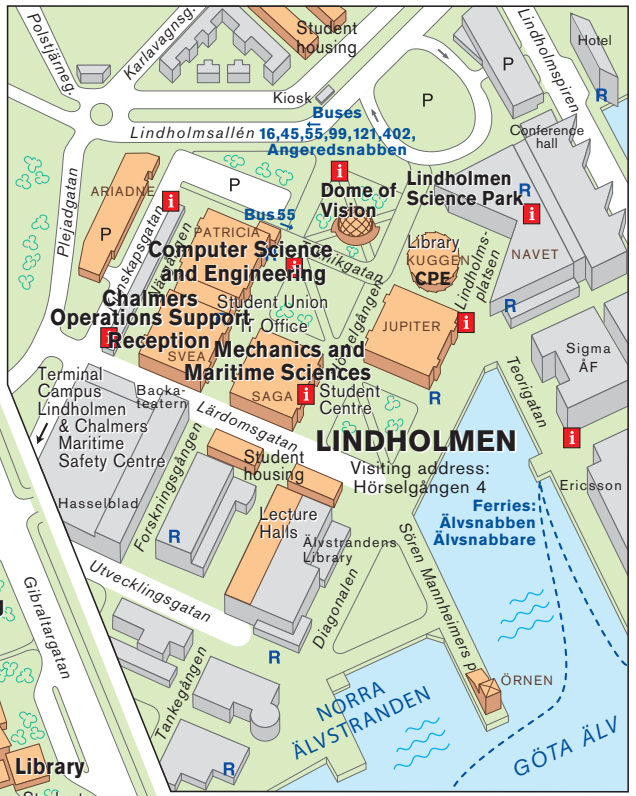 Polstjärneg.
Karlavagnsg.
Student
housing
Lindholmspiren
Hotel
P
P
R
Kiosk
Buses
←
Lindholmsallén
16,45,55,99,121,402,
Angeredsnabben
Conference
hall
i
Plejadgatan
ARIADNE
i
P
Dome of
Vision
Lindholmen
Science Park
R
i
P
Bus 55
→
PATRICIA
Computer Science
and Engineering
i
Library
KUGGEN
CPE
Lindholms-
platsen
NAVET
R
Chalmers
Operations Support
Reception
i
Student Union
Office
JUPITER
i
Sigma
ÅF
SVEA
Mechanics and
Maritime Sciences
Teorigatan
Terminal
Campus
Lindholmen
& Chalmers
Maritime
Safety Centre
Backa-
teatern
SAGA
i
Student
Centre
R
Lärdomsgatan
LINDHOLMEN
Visiting address:
Hörselgången 4
i
Ericsson
Student
housing
Hasselblad
Forskningsgången
R
Lecture
Halls
Älvstrandens
Library
Ferries:
Älvsnabben
Älvsnabbare
Sören Mannheimers p
Utvecklingsgatan
Diagonalen
Gibraltargatan
R
Tankegången
ÖRNEN
NORRA
ÄLVSTRANDEN
GÖTA ÄLV
R
Library